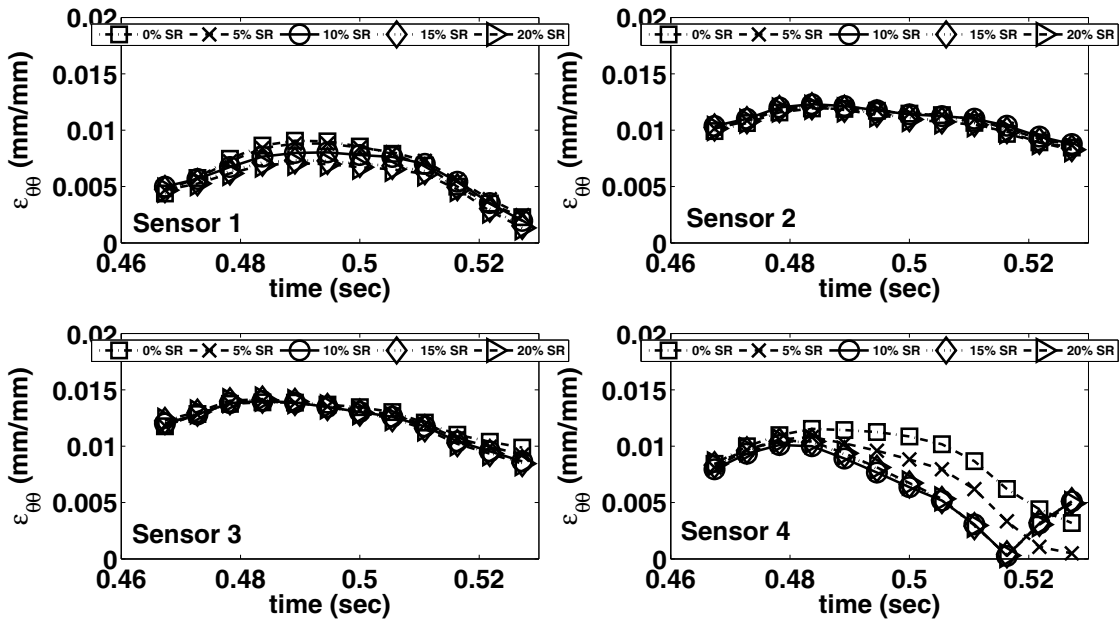 0.02
0% SR 5% SR 10% SR 15% SR 20% SR
0.015
0.01
0.005
0
εθθ (mm/mm)
Sensor 1
0.46 0.48 0.5 0.52
time (sec)
0.02
0% SR 5% SR 10% SR 15% SR 20% SR
0.015
0.01
0.005
0
εθθ (mm/mm)
Sensor 2
0.46 0.48 0.5 0.52
time (sec)
0.02
0% SR 5% SR 10% SR 15% SR 20% SR
0.015
0.01
0.005
0
εθθ (mm/mm)
Sensor 3
0.46 0.48 0.5 0.52
time (sec)
0.02
0% SR 5% SR 10% SR 15% SR 20% SR
0.015
0.01
0.005
0
εθθ (mm/mm)
Sensor 4
0.46 0.48 0.5 0.52
time (sec)